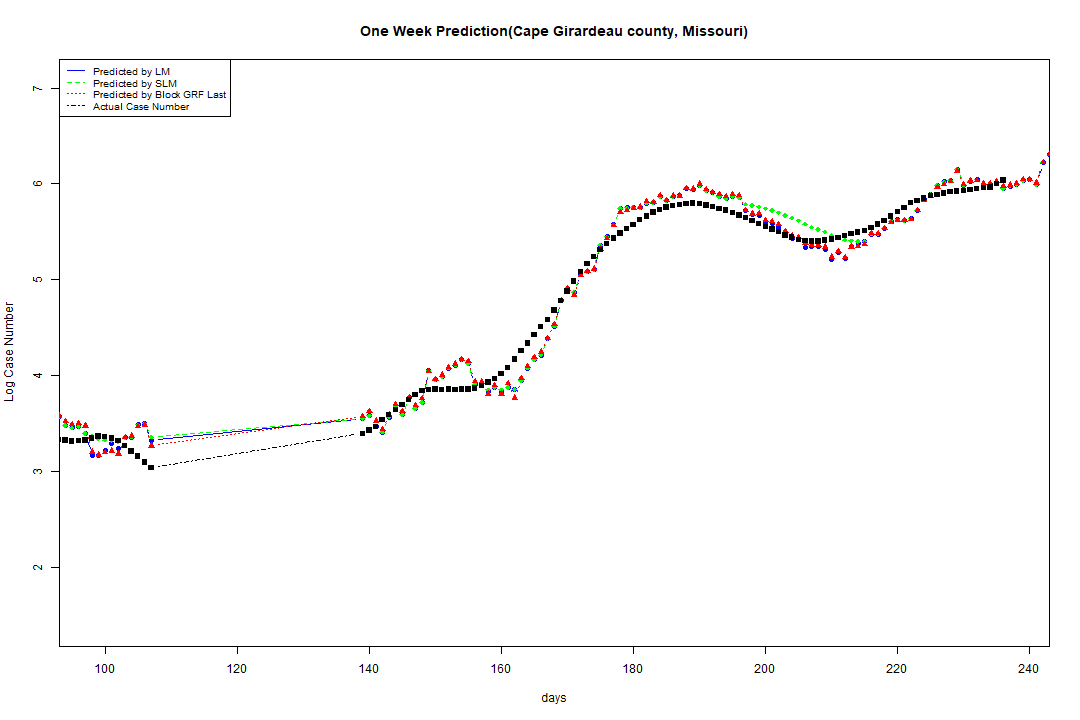 One Week Prediction(Cape Girardeau county, Missouri)
Predicted by LM
Predicted by SLM
Predicted by Block GRF Last
Actual Case Number
7
6
5
4
3
2
Log Case Number
100 120 140 160 180 200 220 240
days